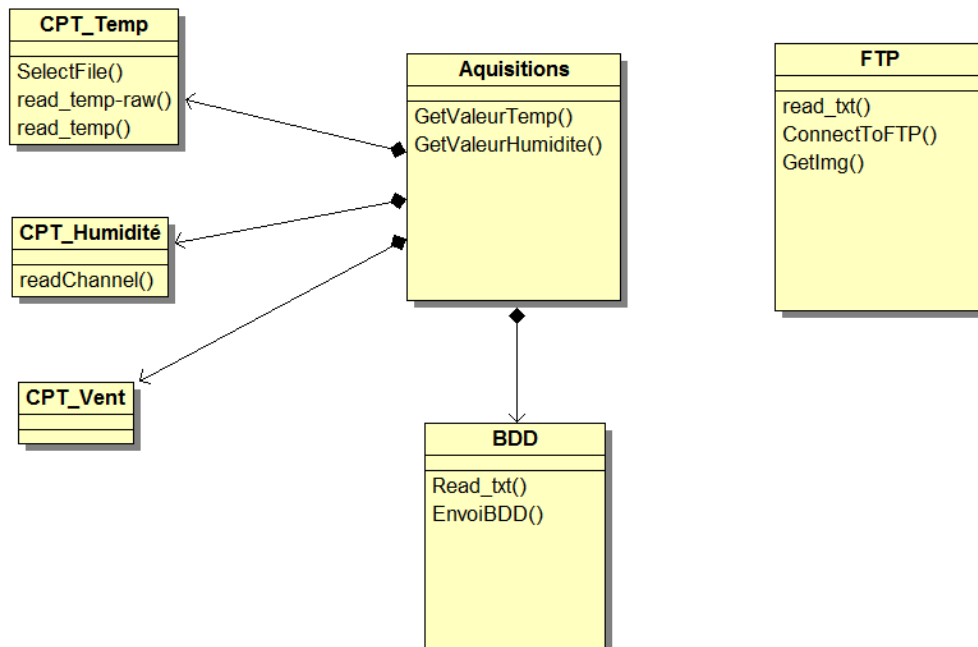 CPT_Temp
SelectFile()
read_temp-raw()
read_temp()
CPT_Humidité
readChannel()
CPT_Vent
Aquisitions
GetValeurTemp()
GetValeurHumidite()
BDD
Read_txt()
EnvoiBDD()
FTP
read_txt()
ConnectToFTP()
GetImg()